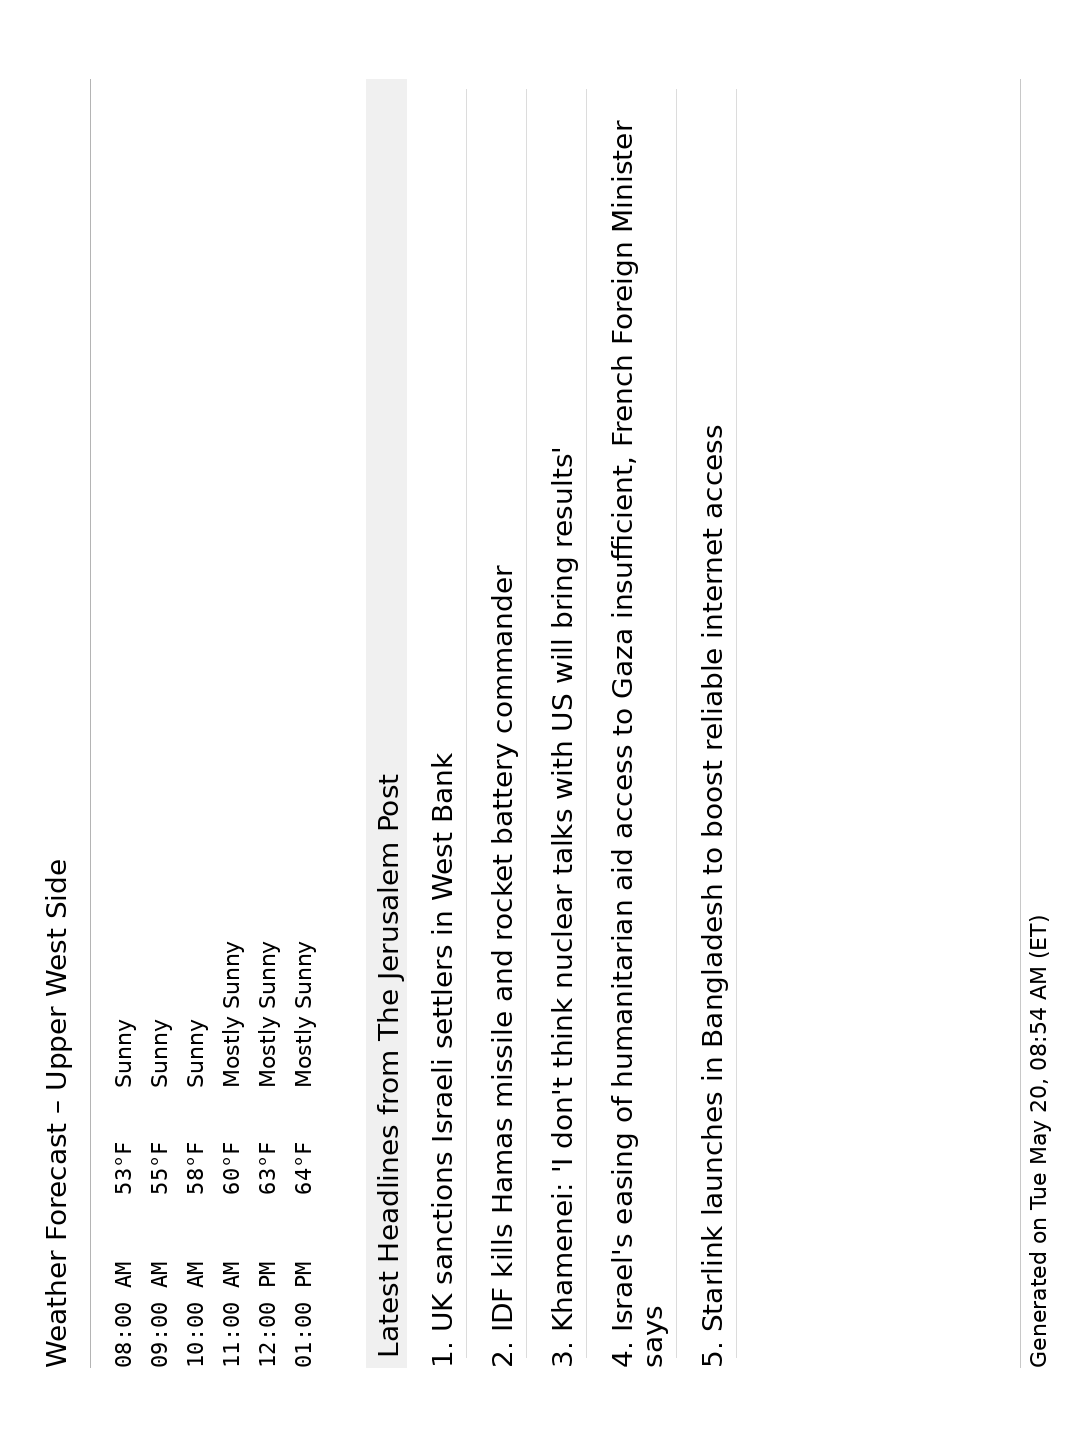 Weather Forecast – Upper West Side
08:00 AM 53°F Sunny
09:00 AM 55°F Sunny
10:00 AM 58°F Sunny
11:00 AM 60°F Mostly Sunny
12:00 PM 63°F Mostly Sunny
01:00 PM 64°F Mostly Sunny
Latest Headlines from The Jerusalem Post
1. UK sanctions Israeli settlers in West Bank
2. IDF kills Hamas missile and rocket battery commander
3. Khamenei: 'I don't think nuclear talks with US will bring results'
4. Israel's easing of humanitarian aid access to Gaza insufficient, French Foreign Minister
says
5. Starlink launches in Bangladesh to boost reliable internet access
Generated on Tue May 20, 08:54 AM (ET)